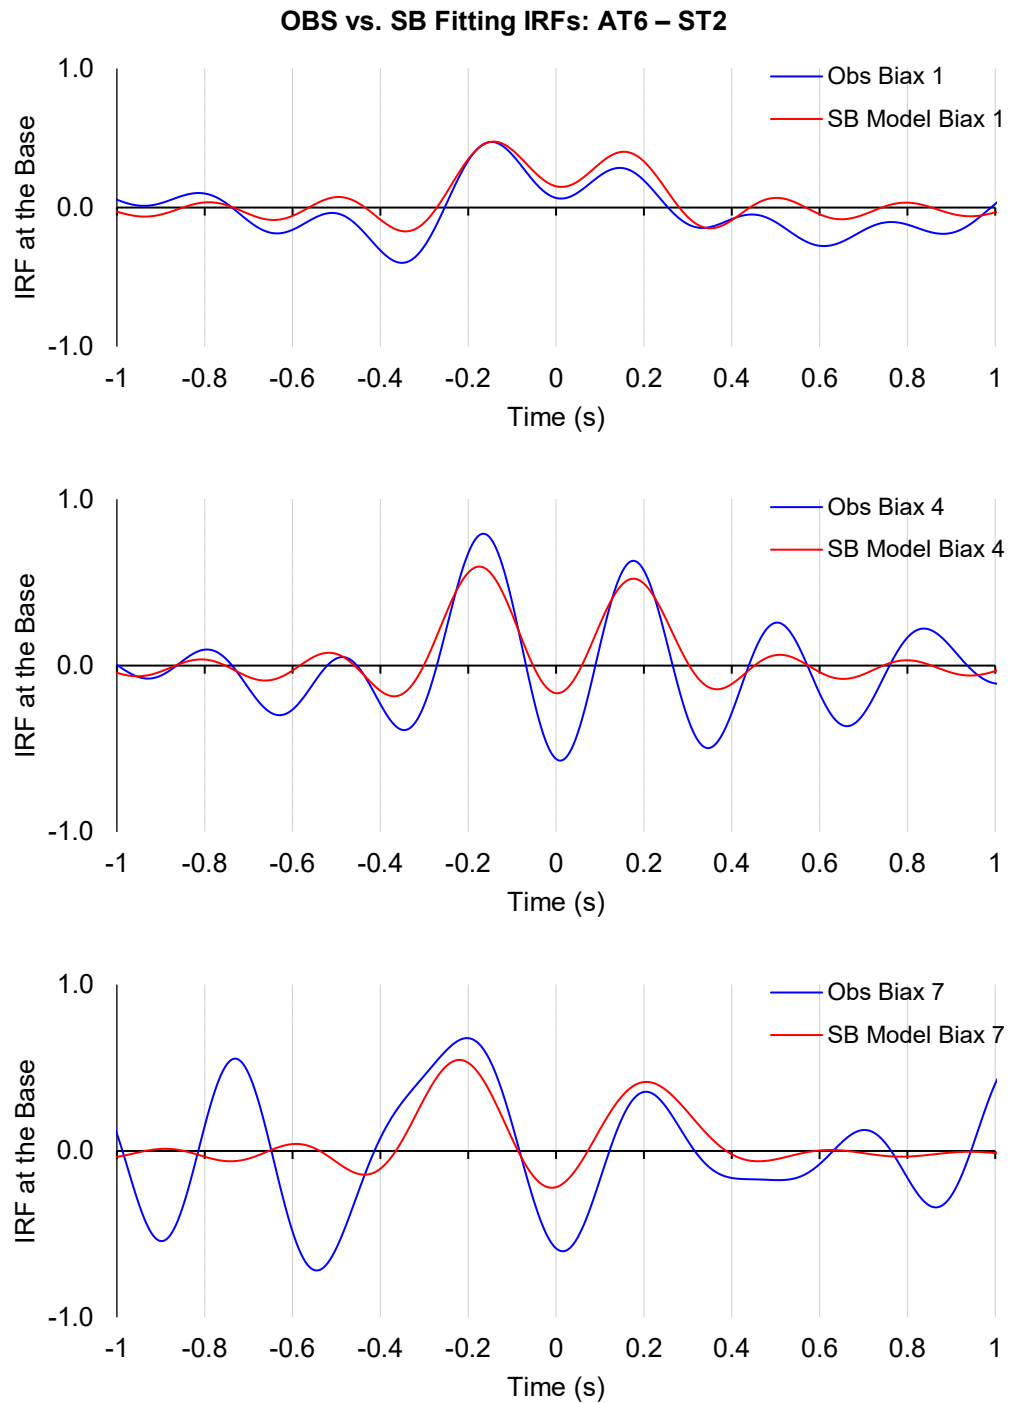 OBS vs. SB Fitting IRFs: AT6 – ST2
Obs Biax 1
SB Model Biax 1
IRF at the Base
1.0
0.0
-1.0
-1 -0.8 -0.6 -0.4 -0.2 0 0.2 0.4 0.6 0.8 1
Time (s)
Obs Biax 4
SB Model Biax 4
IRF at the Base
1.0
0.0
-1.0
-1 -0.8 -0.6 -0.4 -0.2 0 0.2 0.4 0.6 0.8 1
Time (s)
Obs Biax 7
SB Model Biax 7
IRF at the Base
1.0
0.0
-1.0
-1 -0.8 -0.6 -0.4 -0.2 0 0.2 0.4 0.6 0.8 1
Time (s)